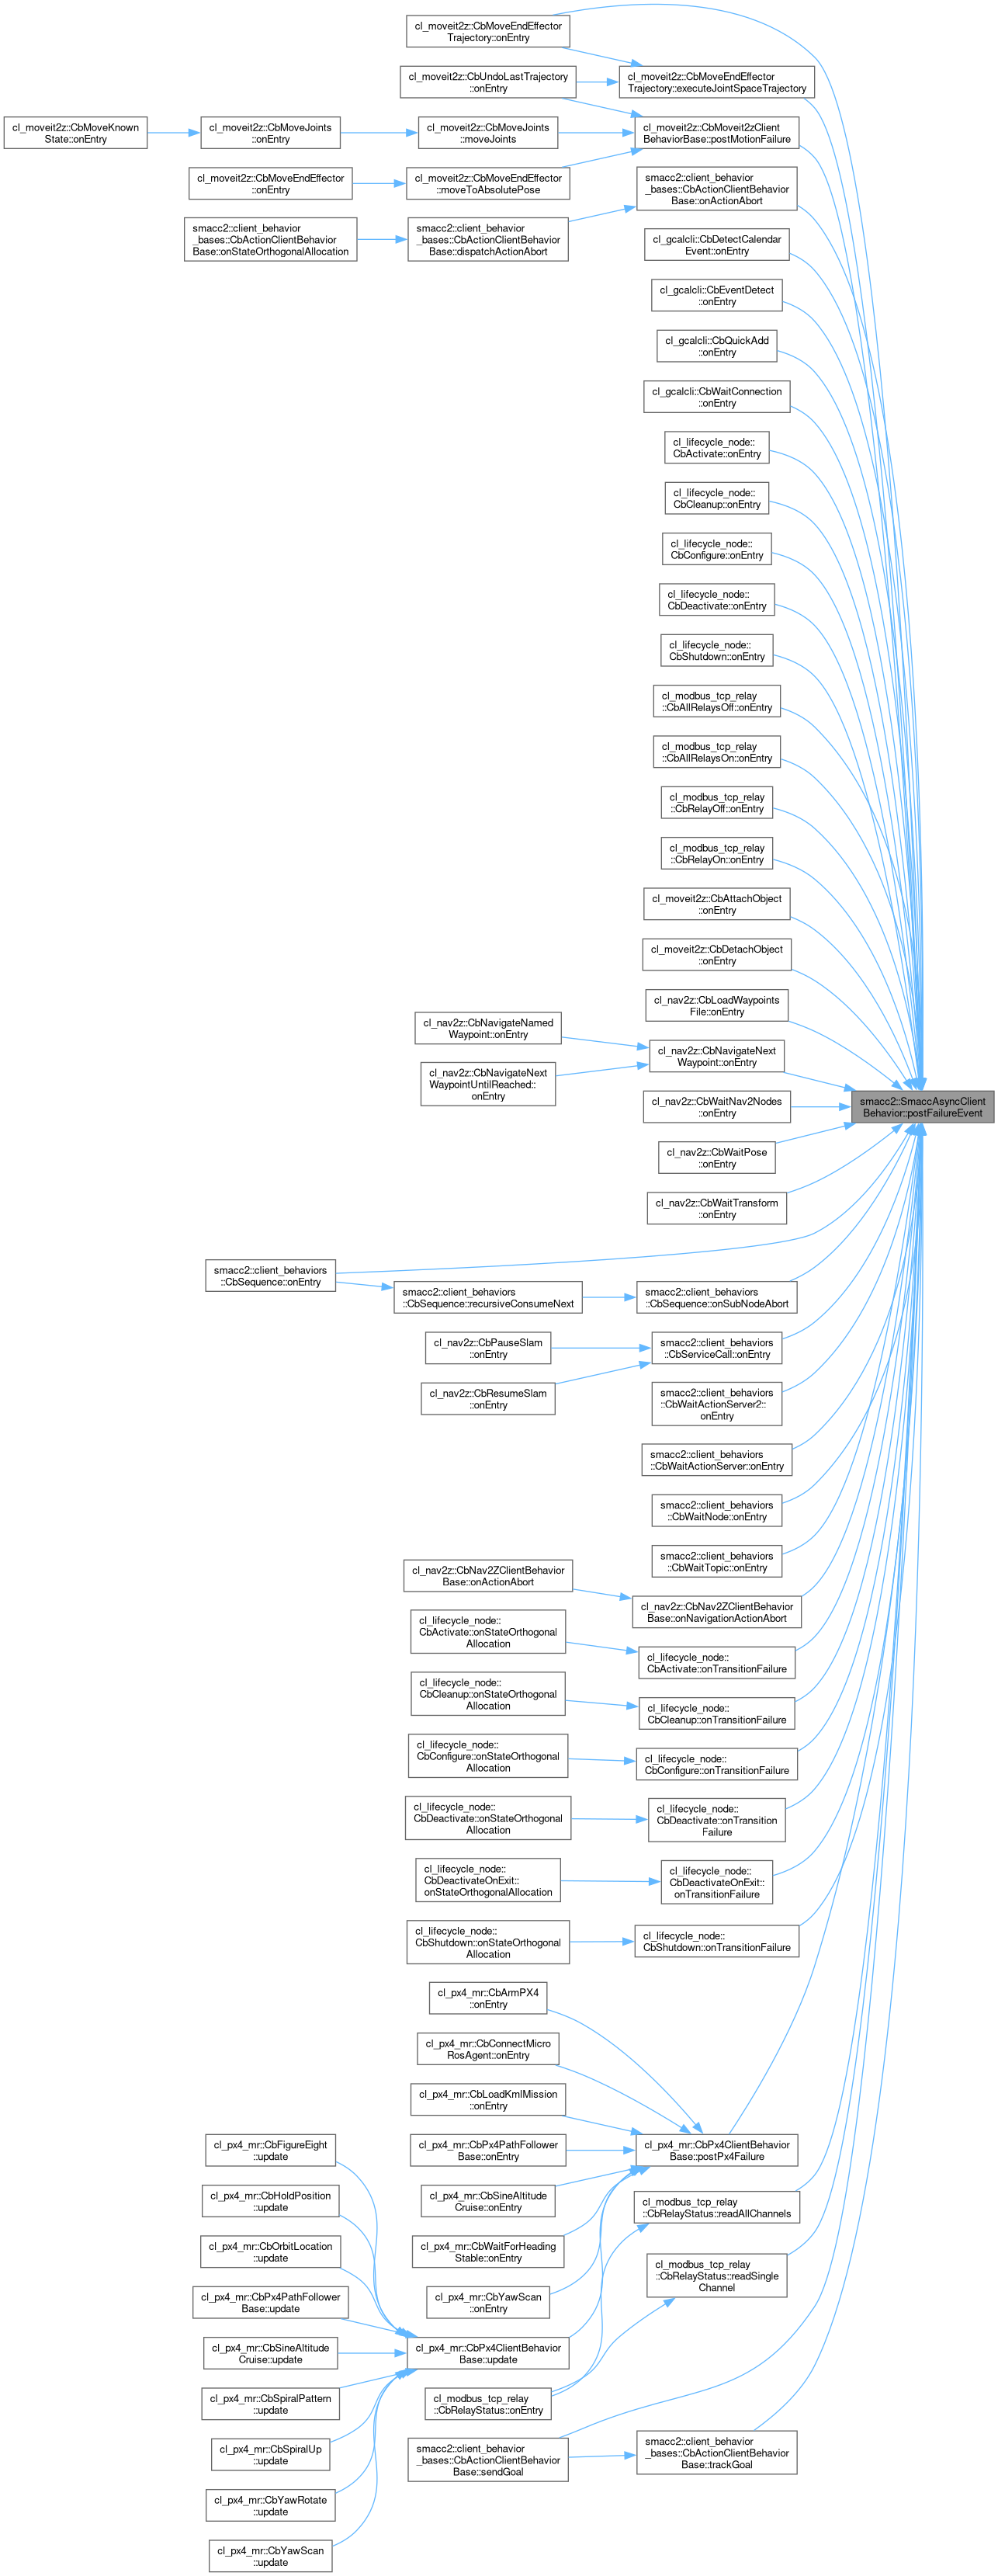 cl_moveit2z::CbMoveEndEffector
Trajectory::onEntry
cl_moveit2z::CbUndoLastTrajectory
::onEntry
cl_moveit2z::CbMoveEndEffector
Trajectory::executeJointSpaceTrajectory
cl_moveit2z::CbMoveKnown
State::onEntry
cl_moveit2z::CbMoveJoints
::onEntry
cl_moveit2z::CbMoveJoints
::moveJoints
cl_moveit2z::CbMoveit2zClient
BehaviorBase::postMotionFailure
cl_moveit2z::CbMoveEndEffector
::onEntry
cl_moveit2z::CbMoveEndEffector
::moveToAbsolutePose
smacc2::client_behavior
_bases::CbActionClientBehavior
Base::onActionAbort
smacc2::client_behavior
_bases::CbActionClientBehavior
Base::onStateOrthogonalAllocation
smacc2::client_behavior
_bases::CbActionClientBehavior
Base::dispatchActionAbort
cl_gcalcli::CbDetectCalendar
Event::onEntry
cl_gcalcli::CbEventDetect
::onEntry
cl_gcalcli::CbQuickAdd
::onEntry
cl_gcalcli::CbWaitConnection
::onEntry
cl_lifecycle_node::
CbActivate::onEntry
cl_lifecycle_node::
CbCleanup::onEntry
cl_lifecycle_node::
CbConfigure::onEntry
cl_lifecycle_node::
CbDeactivate::onEntry
cl_lifecycle_node::
CbShutdown::onEntry
cl_modbus_tcp_relay
::CbAllRelaysOff::onEntry
cl_modbus_tcp_relay
::CbAllRelaysOn::onEntry
cl_modbus_tcp_relay
::CbRelayOff::onEntry
cl_modbus_tcp_relay
::CbRelayOn::onEntry
cl_moveit2z::CbAttachObject
::onEntry
cl_moveit2z::CbDetachObject
::onEntry
cl_nav2z::CbLoadWaypoints
File::onEntry
cl_nav2z::CbNavigateNamed
Waypoint::onEntry
cl_nav2z::CbNavigateNext
Waypoint::onEntry
cl_nav2z::CbNavigateNext
WaypointUntilReached::
onEntry
cl_nav2z::CbWaitNav2Nodes
::onEntry
smacc2::SmaccAsyncClient
Behavior::postFailureEvent
cl_nav2z::CbWaitPose
::onEntry
cl_nav2z::CbWaitTransform
::onEntry
smacc2::client_behaviors
::CbSequence::onEntry
smacc2::client_behaviors
::CbSequence::recursiveConsumeNext
smacc2::client_behaviors
::CbSequence::onSubNodeAbort
cl_nav2z::CbPauseSlam
::onEntry
smacc2::client_behaviors
::CbServiceCall::onEntry
cl_nav2z::CbResumeSlam
::onEntry
smacc2::client_behaviors
::CbWaitActionServer2::
onEntry
smacc2::client_behaviors
::CbWaitActionServer::onEntry
smacc2::client_behaviors
::CbWaitNode::onEntry
smacc2::client_behaviors
::CbWaitTopic::onEntry
cl_nav2z::CbNav2ZClientBehavior
Base::onActionAbort
cl_nav2z::CbNav2ZClientBehavior
Base::onNavigationActionAbort
cl_lifecycle_node::
CbActivate::onStateOrthogonal
Allocation
cl_lifecycle_node::
CbActivate::onTransitionFailure
cl_lifecycle_node::
CbCleanup::onStateOrthogonal
Allocation
cl_lifecycle_node::
CbCleanup::onTransitionFailure
cl_lifecycle_node::
CbConfigure::onStateOrthogonal
Allocation
cl_lifecycle_node::
CbConfigure::onTransitionFailure
cl_lifecycle_node::
CbDeactivate::onStateOrthogonal
Allocation
cl_lifecycle_node::
CbDeactivate::onTransition
Failure
cl_lifecycle_node::
CbDeactivateOnExit::
onStateOrthogonalAllocation
cl_lifecycle_node::
CbDeactivateOnExit::
onTransitionFailure
cl_lifecycle_node::
CbShutdown::onStateOrthogonal
Allocation
cl_lifecycle_node::
CbShutdown::onTransitionFailure
cl_px4_mr::CbArmPX4
::onEntry
cl_px4_mr::CbConnectMicro
RosAgent::onEntry
cl_px4_mr::CbLoadKmlMission
::onEntry
cl_px4_mr::CbPx4PathFollower
Base::onEntry
cl_px4_mr::CbPx4ClientBehavior
Base::postPx4Failure
cl_px4_mr::CbFigureEight
::update
cl_px4_mr::CbSineAltitude
Cruise::onEntry
cl_px4_mr::CbHoldPosition
::update
cl_modbus_tcp_relay
::CbRelayStatus::readAllChannels
cl_px4_mr::CbWaitForHeading
Stable::onEntry
cl_px4_mr::CbOrbitLocation
::update
cl_modbus_tcp_relay
::CbRelayStatus::readSingle
Channel
cl_px4_mr::CbYawScan
::onEntry
cl_px4_mr::CbPx4PathFollower
Base::update
cl_px4_mr::CbSineAltitude
Cruise::update
cl_px4_mr::CbPx4ClientBehavior
Base::update
cl_px4_mr::CbSpiralPattern
::update
cl_modbus_tcp_relay
::CbRelayStatus::onEntry
cl_px4_mr::CbSpiralUp
::update
smacc2::client_behavior
_bases::CbActionClientBehavior
Base::sendGoal
smacc2::client_behavior
_bases::CbActionClientBehavior
Base::trackGoal
cl_px4_mr::CbYawRotate
::update
cl_px4_mr::CbYawScan
::update